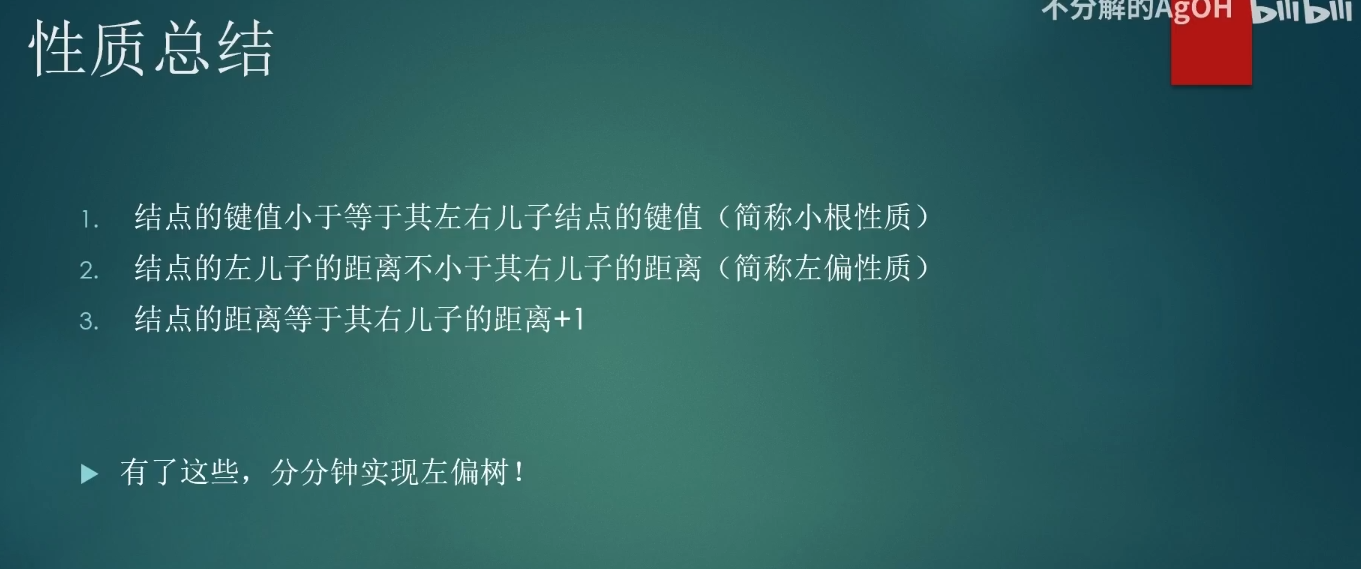 不分解的AgOH bilibili
性质总结
1. 结点的键值小于等于其左右儿子结点的键值（简称小根性质）
2. 结点的左儿子的距离不小于其右儿子的距离（简称左偏性质）
3. 结点的距离等于其右儿子的距离+1
有了这些，分分钟实现左偏树！